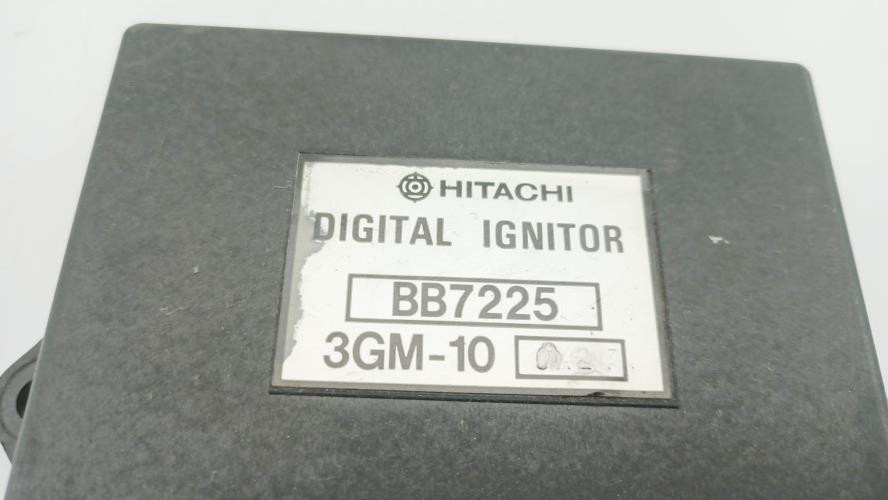 HITACHI
DIGITAL IGNITOR
BB7225
3GM-10